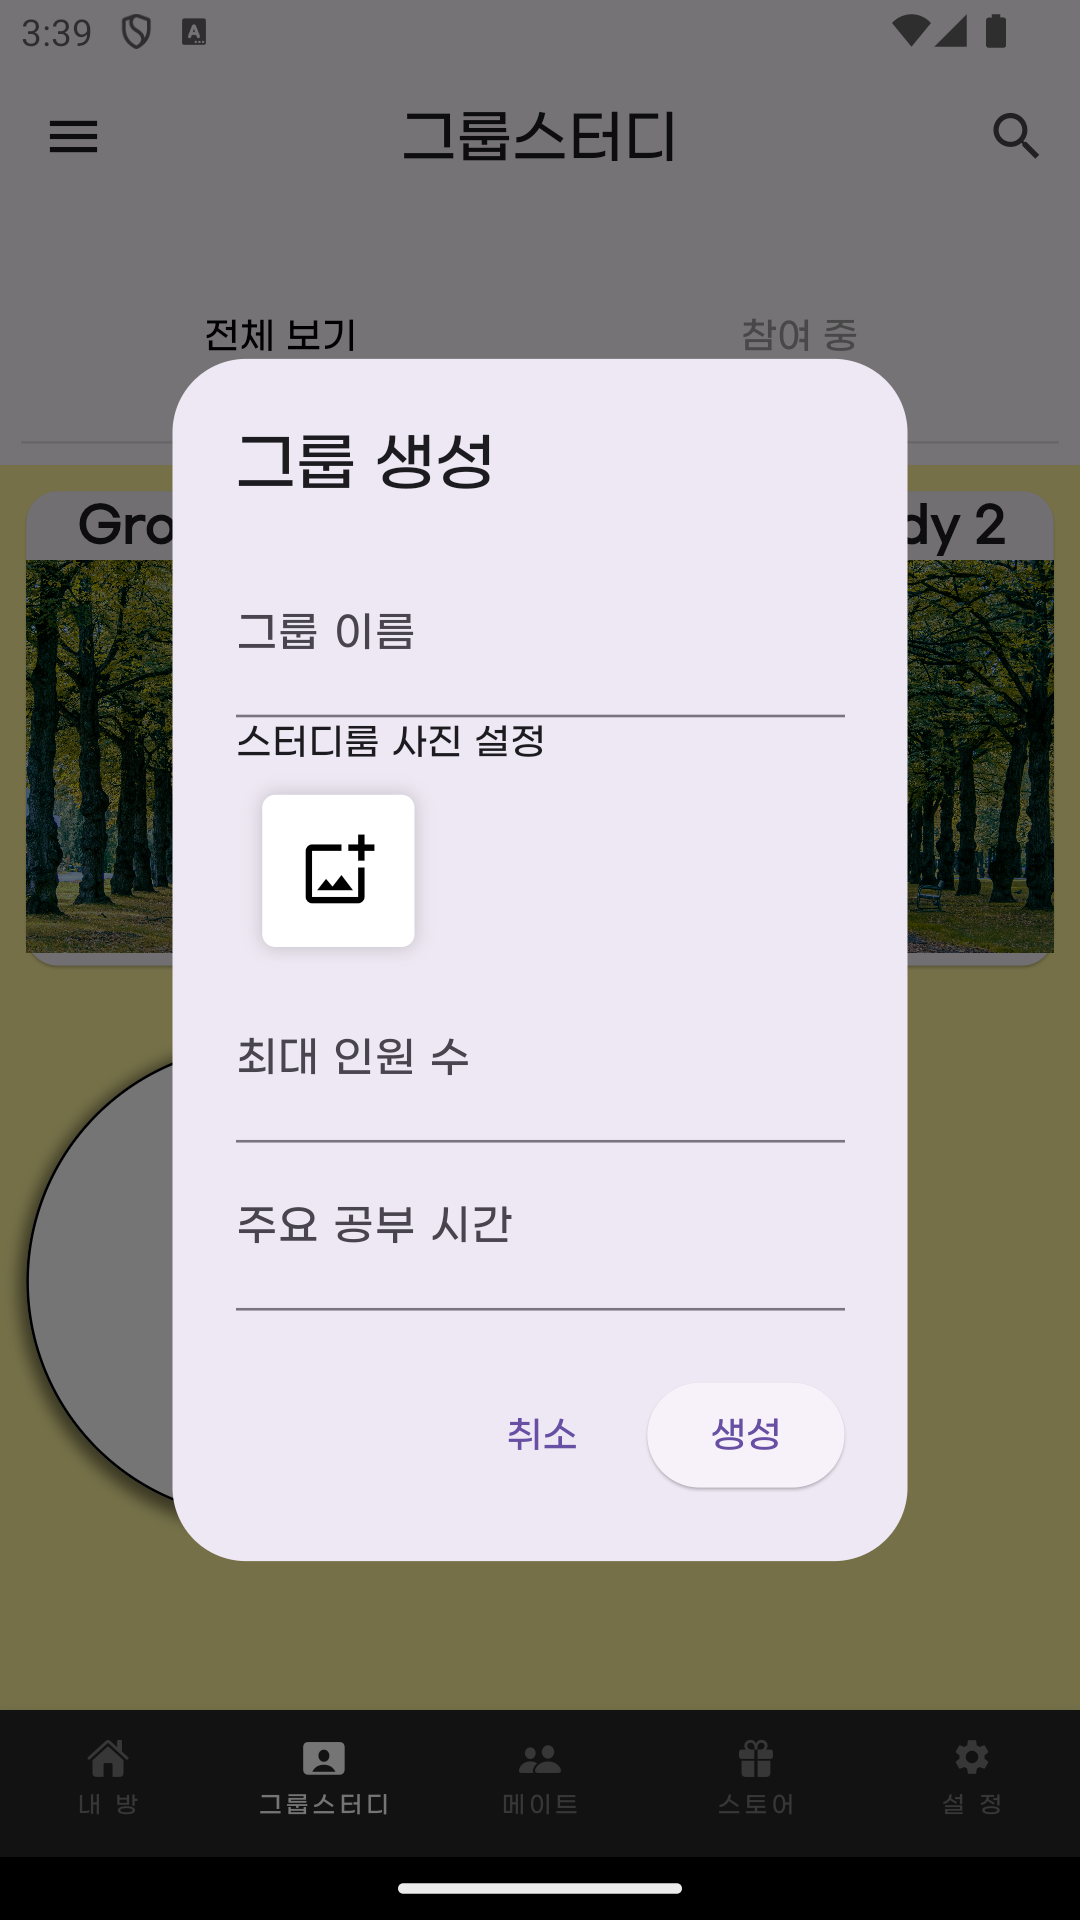 3:39
그룹스터디
전체 보기
참여 중
그룹 생성
Gro
dy 2
그룹 이름
스터디룸 사진 설정
최대 인원 수
주요 공부 시간
취소
생성
내 방
그룹스터디
메이트
스토어
설 정